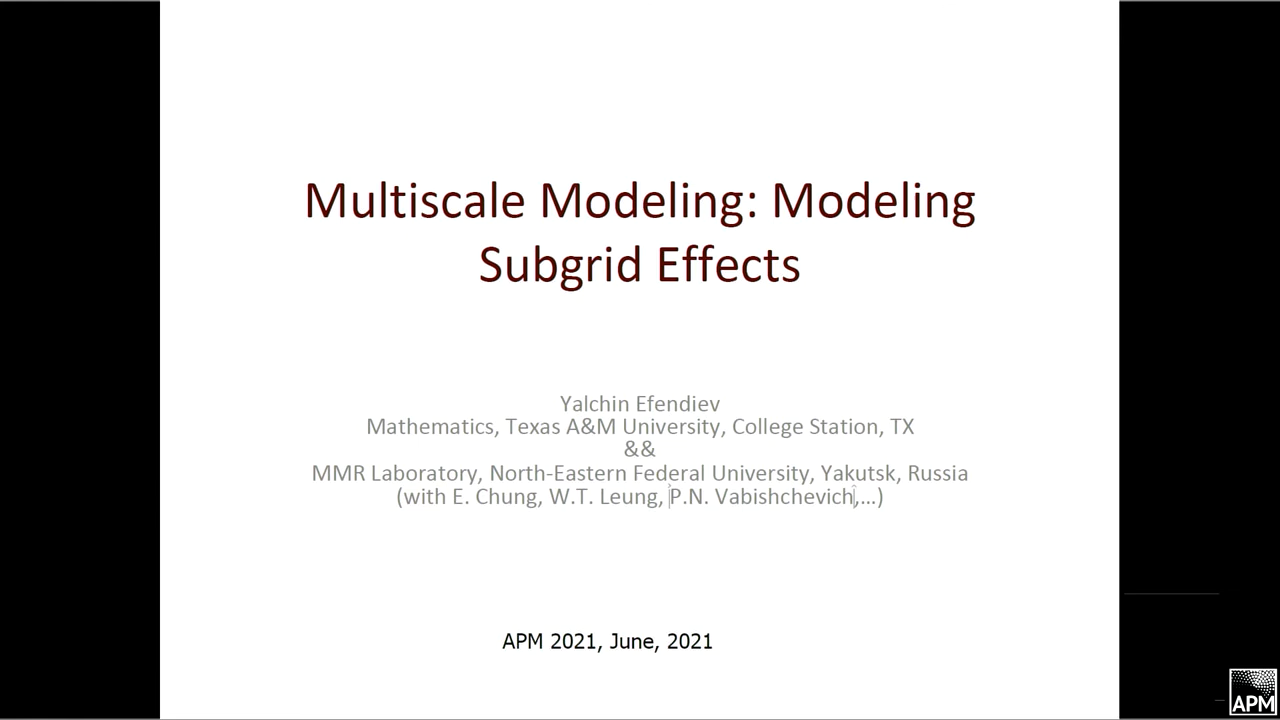 Multiscale Modeling: Modeling
Subgrid Effects
Yalchin Efendiev
Mathematics, Texas A&M University, College Station, TX
&&
MMR Laboratory, North-Eastern Federal University, Yakutsk, Russia
(with E. Chung, W.T. Leung, P.N. Vabishchevich,...)
APM 2021, June, 2021
APM